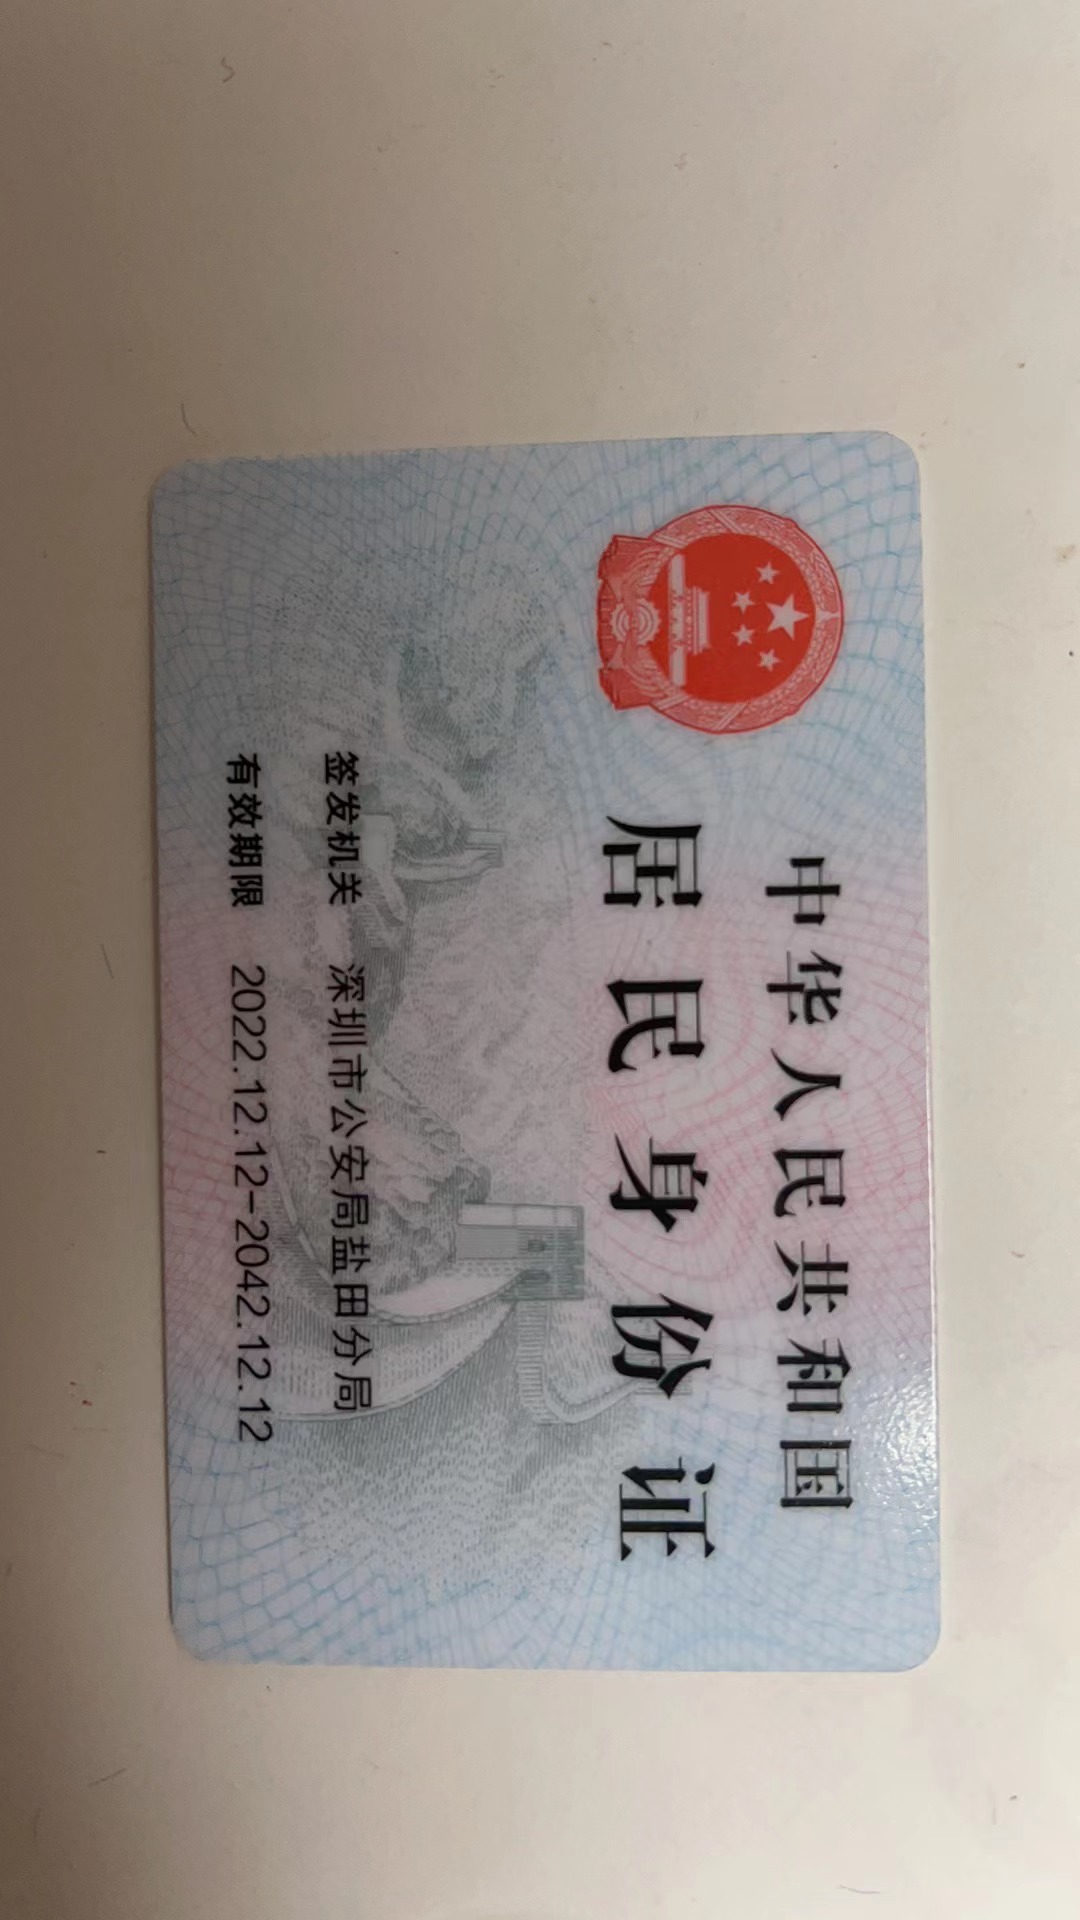 中华人民共和国
居民身份证
签发机关 深圳市公安局盐田分局
有效期限 2022.12.12-2042.12.12